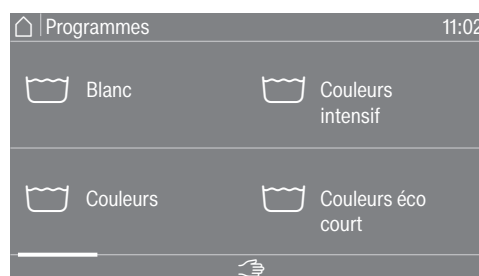 Programmes
11:02
Blanc
Couleurs
intensif
Couleurs
Couleurs éco
court